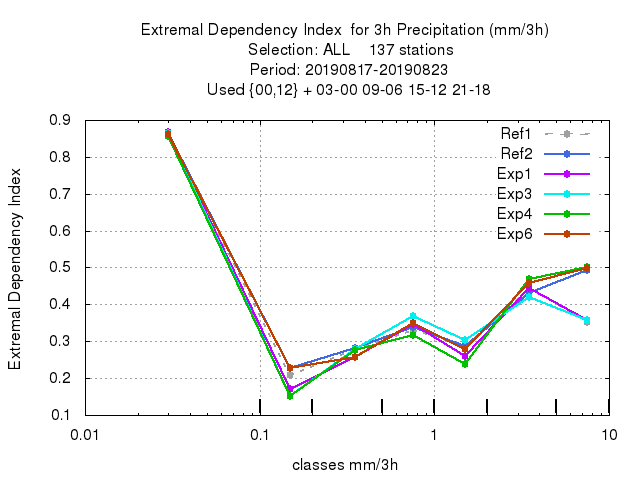 Extremal Dependency Index  for 3h Precipitation (mm/3h)
Selection: ALL    137 stations
Period: 20190817-20190823
Used {00,12} + 03-00 09-06 15-12 21-18
Extremal Dependency Index
0.9
0.8
0.7
0.6
0.5
0.4
0.3
0.2
0.1
Ref1
Ref2
Exp1
Exp3
Exp4
Exp6
0.01 0.1 1 10
classes mm/3h